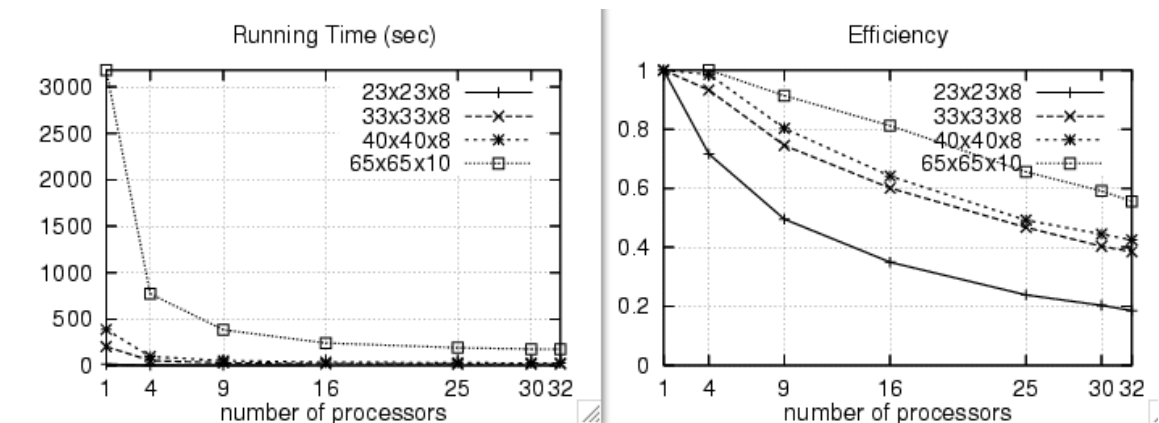 Running Time (sec)
3000
2500
2000
1500
1000
500
0
23x23x8
33x33x8
40x40x8
65x65x10
1 4 9 16 25 30 32
number of processors
Efficiency
1
0.8
0.6
0.4
0.2
0
23x23x8
33x33x8
40x40x8
65x65x10
1 4 9 16 25 30 32
number of processors